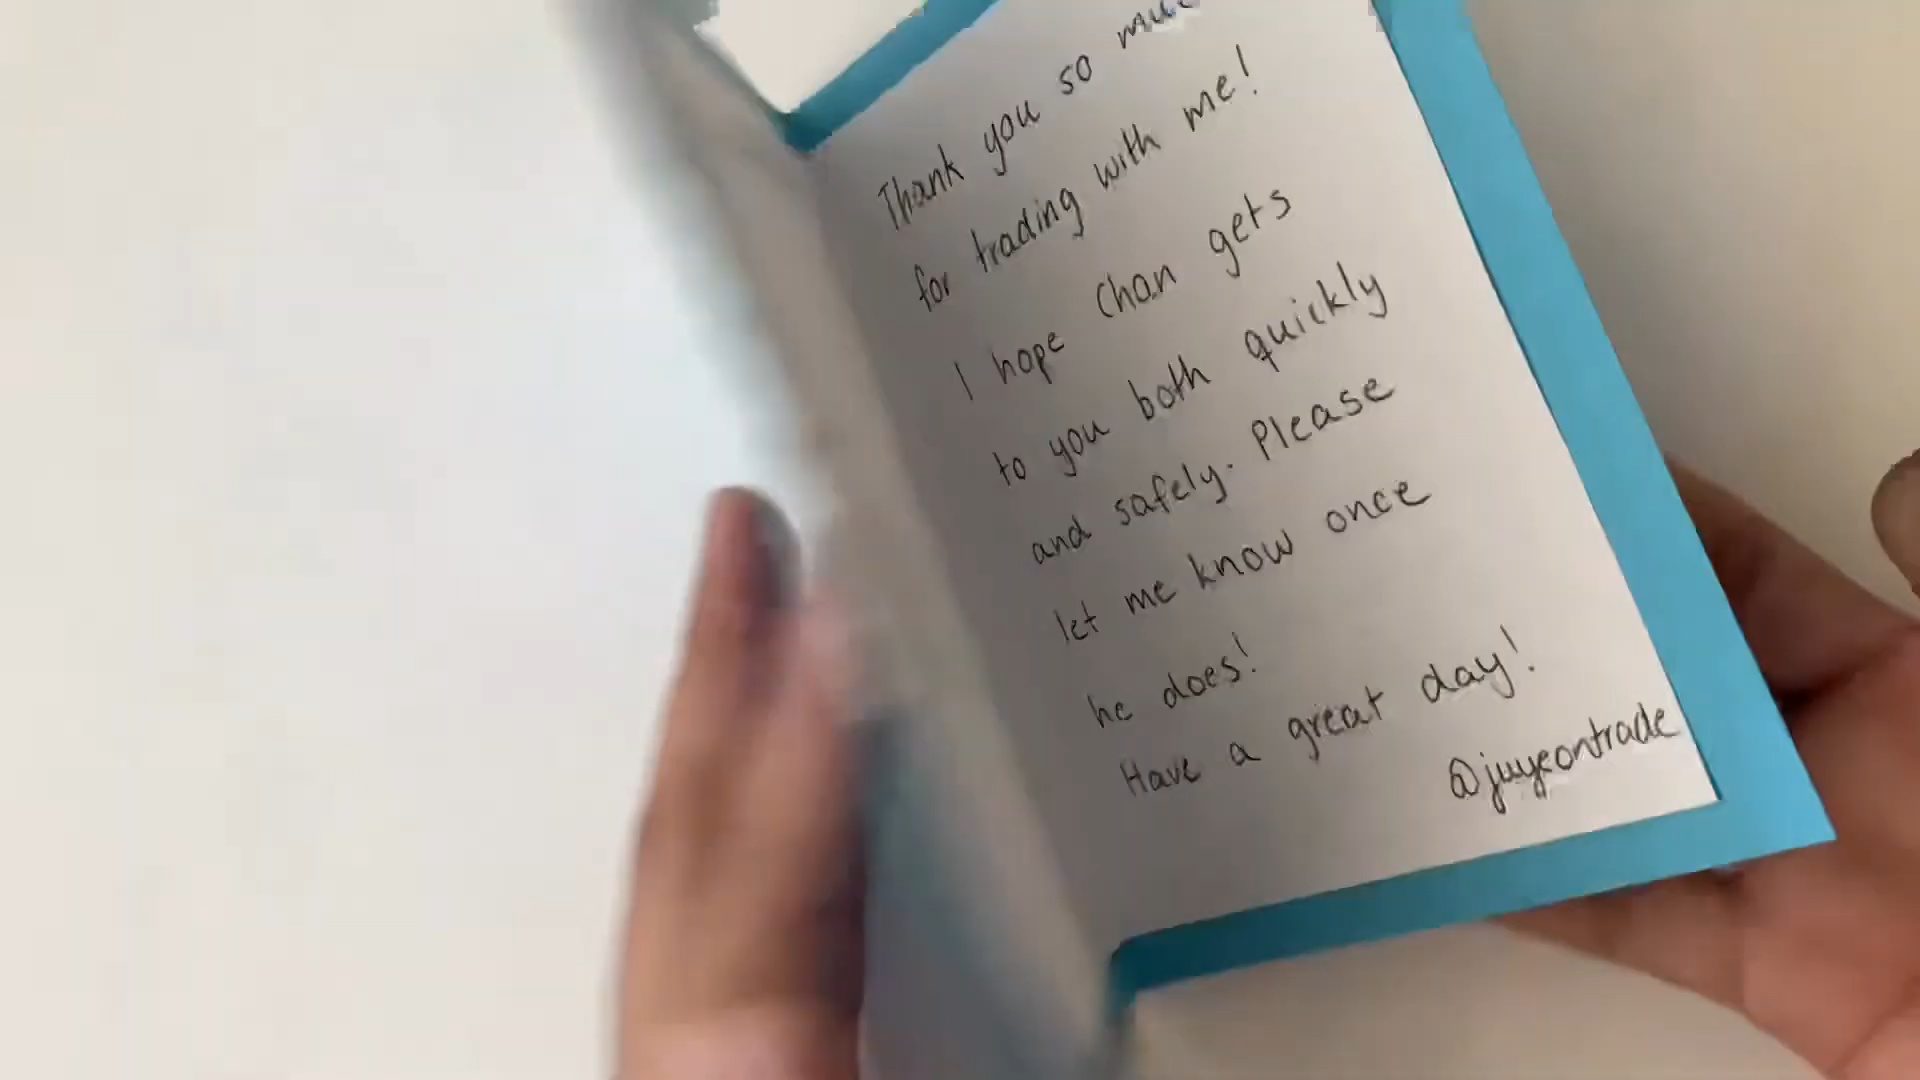 Thank you so
for trading with me!
I hope Chan gets
to you both quickly
and safely. Please
let me know once
he does!
Have a great day!
@juyeontrade